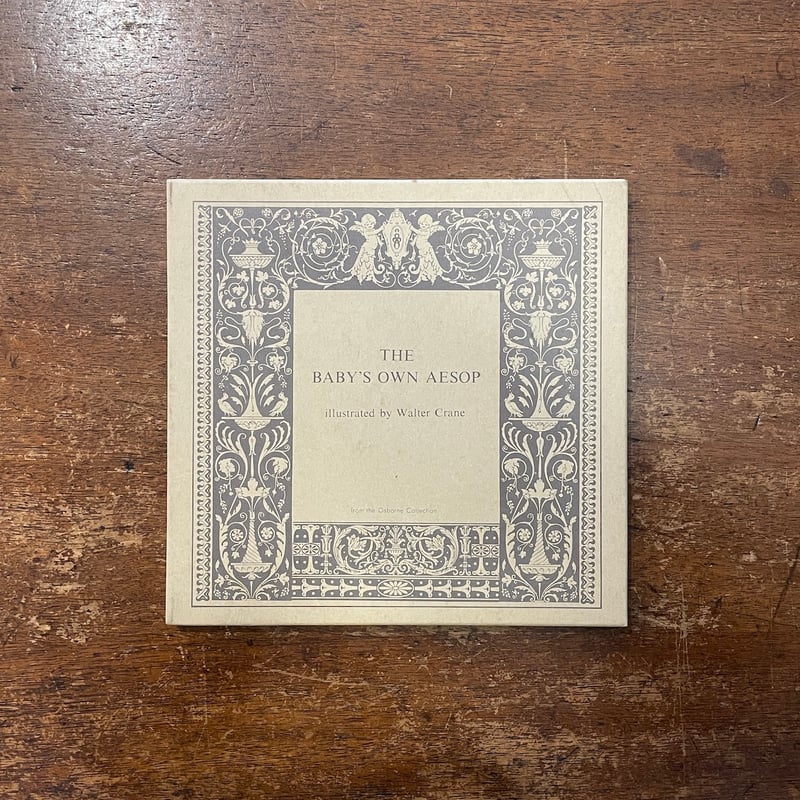 THE
BABY'S OWN AESOP
illustrated by Walter Crane
from the Osborne Collection